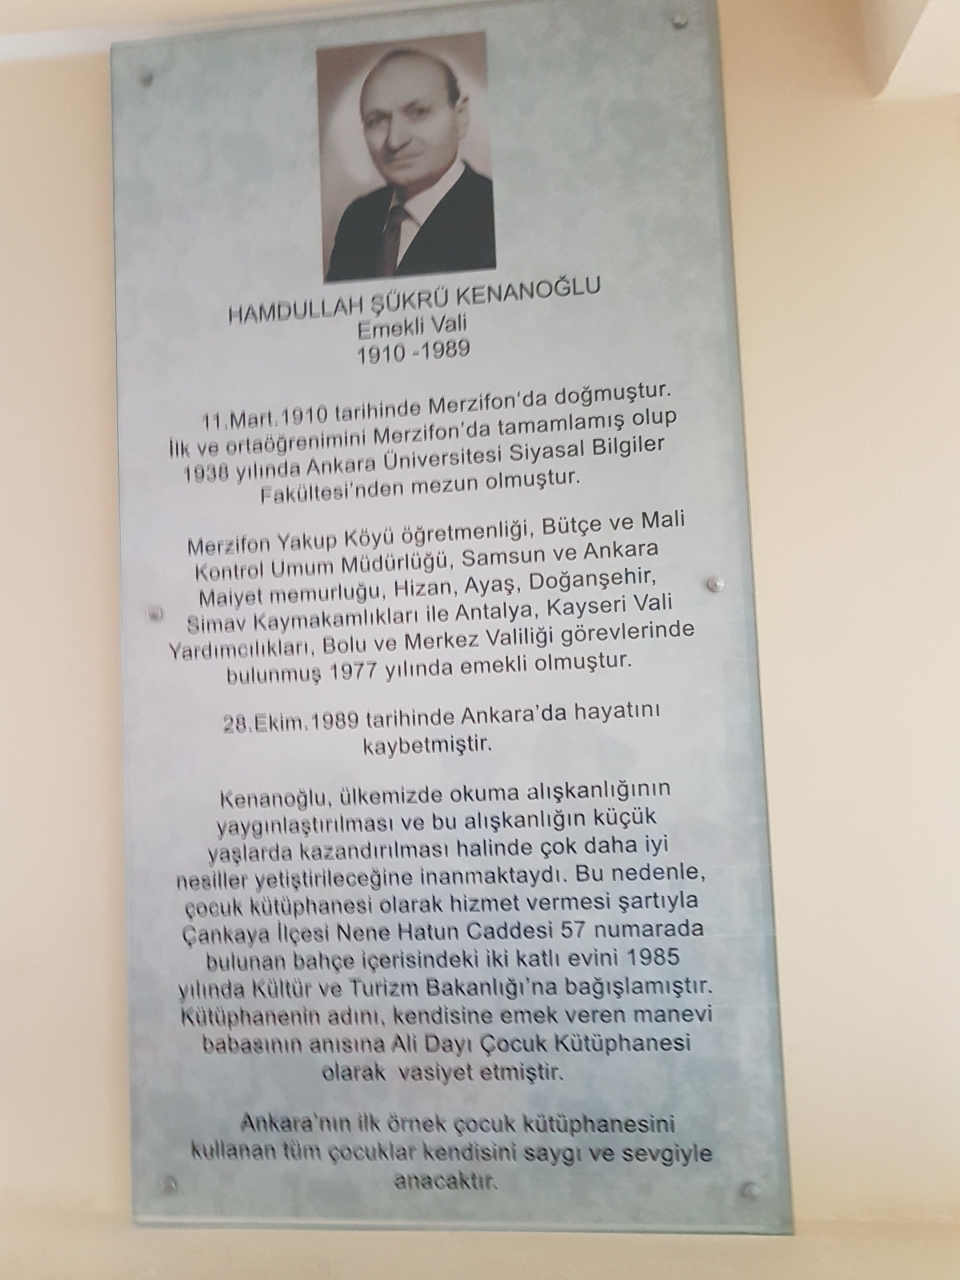 HAMDULLAH ŞÜKRÜ KENANOĞLU
Emekli Vali
1910 -1989
11.Mart.1910 tarihinde Merzifon'da doğmuştur.
İlk ve ortaöğrenimini Merzifon'da tamamlamış olup
1938 yılında Ankara Üniversitesi Siyasal Bilgiler
Fakültesi'nden mezun olmuştur.
Merzifon Yakup Köyü öğretmenliği, Bütçe ve Mali
Kontrol Umum Müdürlüğü, Samsun ve Ankara
Maiyet memurluğu, Hizan, Ayaş, Doğanşehir,
Simav Kaymakamlıkları ile Antalya, Kayseri Vali
Yardımcılıkları, Bolu ve Merkez Valiliği görevlerinde
bulunmuş 1977 yılında emekli olmuştur.
28.Ekim.1989 tarihinde Ankara'da hayatını
kaybetmiştir.
Kenanoğlu, ülkemizde okuma alışkanlığının
yaygınlaştırılması ve bu alışkanlığın küçük
yaşlarda kazandırılması halinde çok daha iyi
nesiller yetiştirileceğine inanmaktaydı. Bu nedenle,
çocuk kütüphanesi olarak hizmet vermesi şartıyla
Çankaya İlçesi Nene Hatun Caddesi 57 numarada
bulunan bahçe içerisindeki iki katlı evini 1985
yılında Kültür ve Turizm Bakanlığı'na bağışlamıştır.
Kütüphanenin adını, kendisine emek veren manevi
babasının anısına Ali Dayı Çocuk Kütüphanesi
olarak vasiyet etmiştir.
Ankara'nın ilk örnek çocuk kütüphanesini
kullanan tüm çocuklar kendisini saygı ve sevgiyle
anacaktır.